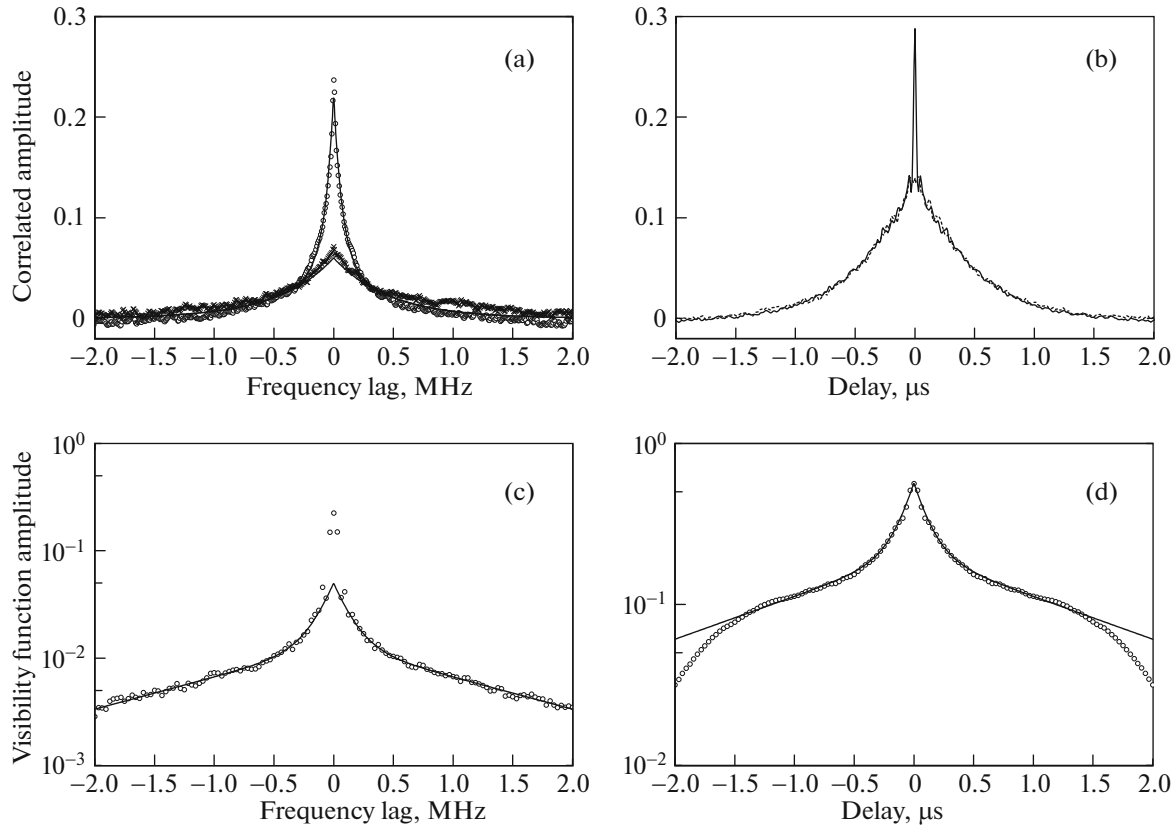 0.3
0.2
0.1
0
(a)
Correlated amplitude
−2.0 −1.5 −1.0 −0.5 0 0.5 1.0 1.5 2.0
Frequency lag, MHz
0.3
0.2
0.1
0
(b)
−2.0 −1.5 −1.0 −0.5 0 0.5 1.0 1.5 2.0
Delay, μs
10^0
10^−1
10^−2
10^−3
(c)
Visibility function amplitude
−2.0 −1.5 −1.0 −0.5 0 0.5 1.0 1.5 2.0
Frequency lag, MHz
10^0
10^−1
10^−2
(d)
−2.0 −1.5 −1.0 −0.5 0 0.5 1.0 1.5 2.0
Delay, μs